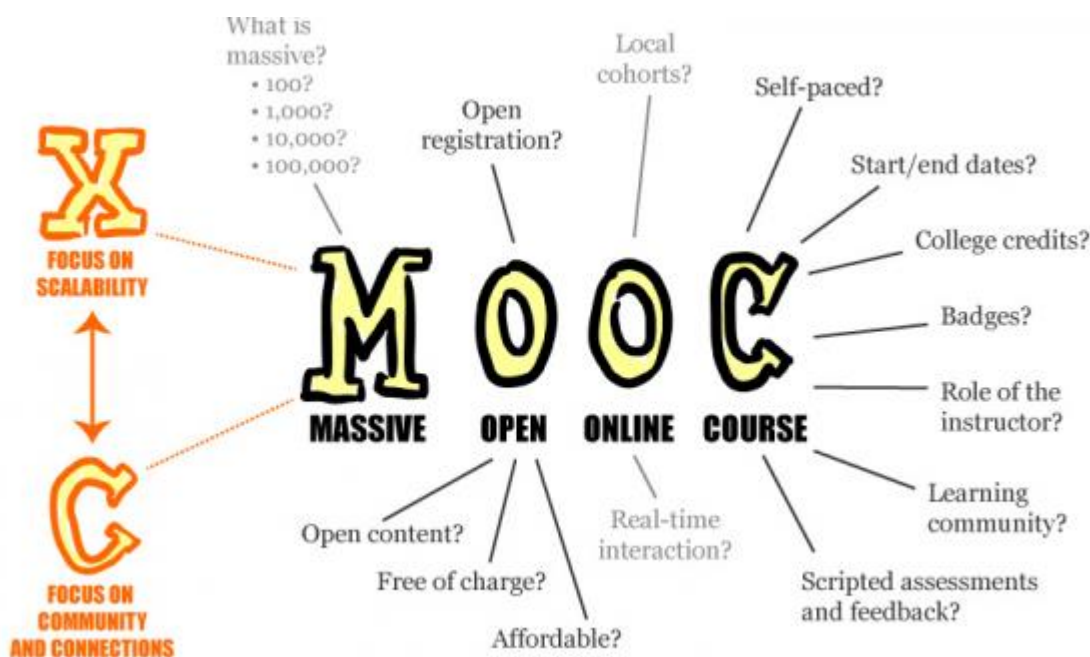 What is
massive?
• 100?
• 1,000?
• 10,000?
• 100,000?
Open
registration?
Local
cohorts?
Self-paced?
Start/end dates?
College credits?
Badges?
Role of the
instructor?
Learning
community?
Scripted assessments
and feedback?
X
FOCUS ON
SCALABILITY
C
FOCUS ON
COMMUNITY
AND CONNECTIONS
MOOC
MASSIVE OPEN ONLINE COURSE
Open content?
Free of charge?
Affordable?
Real-time
interaction?